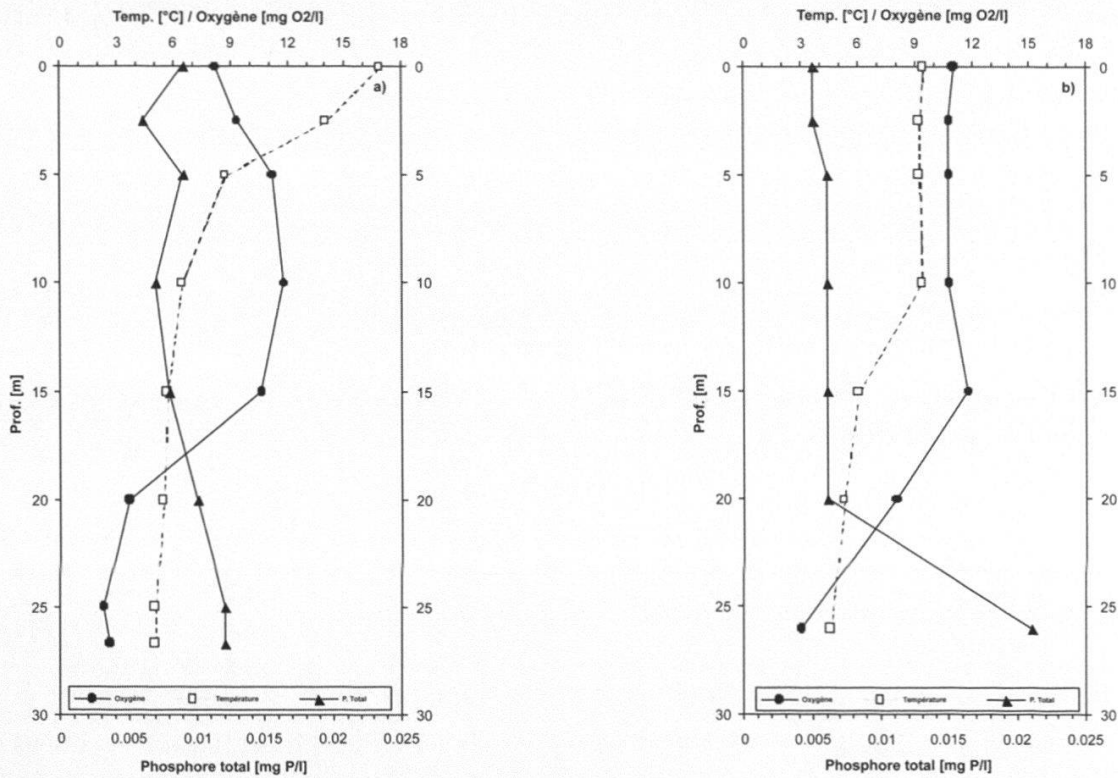 Temp. [°C] / Oxygène [mg O2/l]
0 3 6 9 12 15 18
a)
0 0
5 5
10 10
15 15
20 20
25 25
30 30
Prof. [m]
Oxygène Température P. Total
0 0.005 0.01 0.015 0.02 0.025
Phosphore total [mg P/l]
Temp. [°C] / Oxygène [mg O2/l]
0 3 6 9 12 15 18
b)
0 0
5 5
10 10
15 15
20 20
25 25
30 30
Prof. [m]
Oxygène Température P. Total
0 0.005 0.01 0.015 0.02 0.025
Phosphore total [mg P/l]